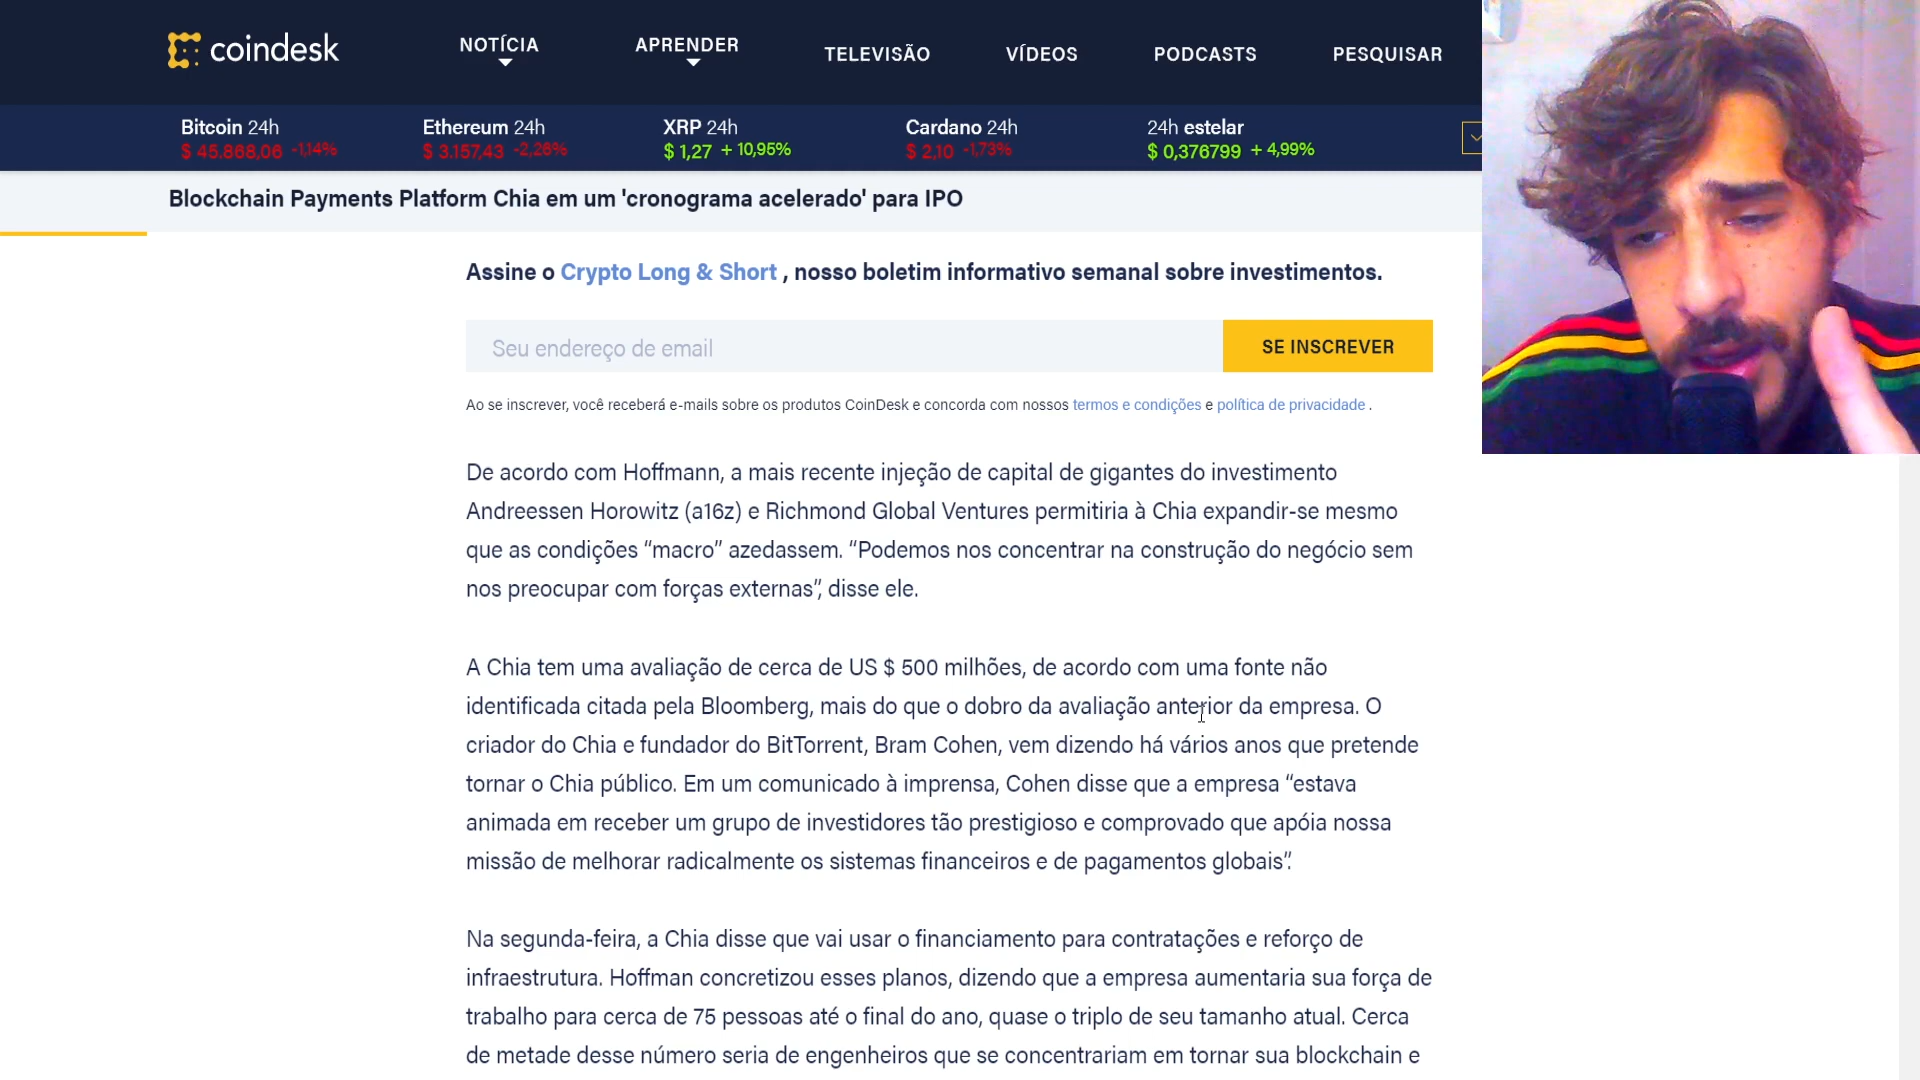 coindesk
NOTÍCIA
APRENDER
TELEVISÃO
VÍDEOS
PODCASTS
PESQUISAR
Bitcoin 24h
$ 45.868,06 -1,14%
Ethereum 24h
$ 3.157,43 -2,26%
XRP 24h
$ 1,27 + 10,95%
Cardano 24h
$ 2,10 -1,73%
24h estelar
$ 0,376799 + 4,99%
Blockchain Payments Platform Chia em um 'cronograma acelerado' para IPO
Assine o Crypto Long & Short , nosso boletim informativo semanal sobre investimentos.
Seu endereço de email
SE INSCREVER
Ao se inscrever, você receberá e-mails sobre os produtos CoinDesk e concorda com nossos termos e condições e política de privacidade .
De acordo com Hoffmann, a mais recente injeção de capital de gigantes do investimento
Andreessen Horowitz (a16z) e Richmond Global Ventures permitiria à Chia expandir-se mesmo
que as condições “macro” azedassem. “Podemos nos concentrar na construção do negócio sem
nos preocupar com forças externas”, disse ele.
A Chia tem uma avaliação de cerca de US $ 500 milhões, de acordo com uma fonte não
identificada citada pela Bloomberg, mais do que o dobro da avaliação anterior da empresa. O
criador do Chia e fundador do BitTorrent, Bram Cohen, vem dizendo há vários anos que pretende
tornar o Chia público. Em um comunicado à imprensa, Cohen disse que a empresa “estava
animada em receber um grupo de investidores tão prestigioso e comprovado que apóia nossa
missão de melhorar radicalmente os sistemas financeiros e de pagamentos globais”.
Na segunda-feira, a Chia disse que vai usar o financiamento para contratações e reforço de
infraestrutura. Hoffman concretizou esses planos, dizendo que a empresa aumentaria sua força de
trabalho para cerca de 75 pessoas até o final do ano, quase o triplo de seu tamanho atual. Cerca
de metade desse número seria de engenheiros que se concentrariam em tornar sua blockchain e